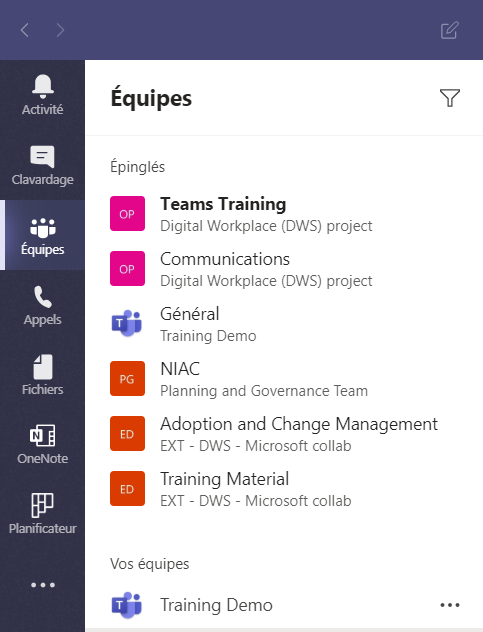 Activité
Clavardage
Équipes
Appels
Fichiers
OneNote
Planificateur
Équipes
Épinglés
OP
Teams Training
Digital Workplace (DWS) project
OP
Communications
Digital Workplace (DWS) project
T
Général
Training Demo
PG
NIAC
Planning and Governance Team
ED
Adoption and Change Management
EXT - DWS - Microsoft collab
ED
Training Material
EXT - DWS - Microsoft collab
Vos équipes
T
Training Demo